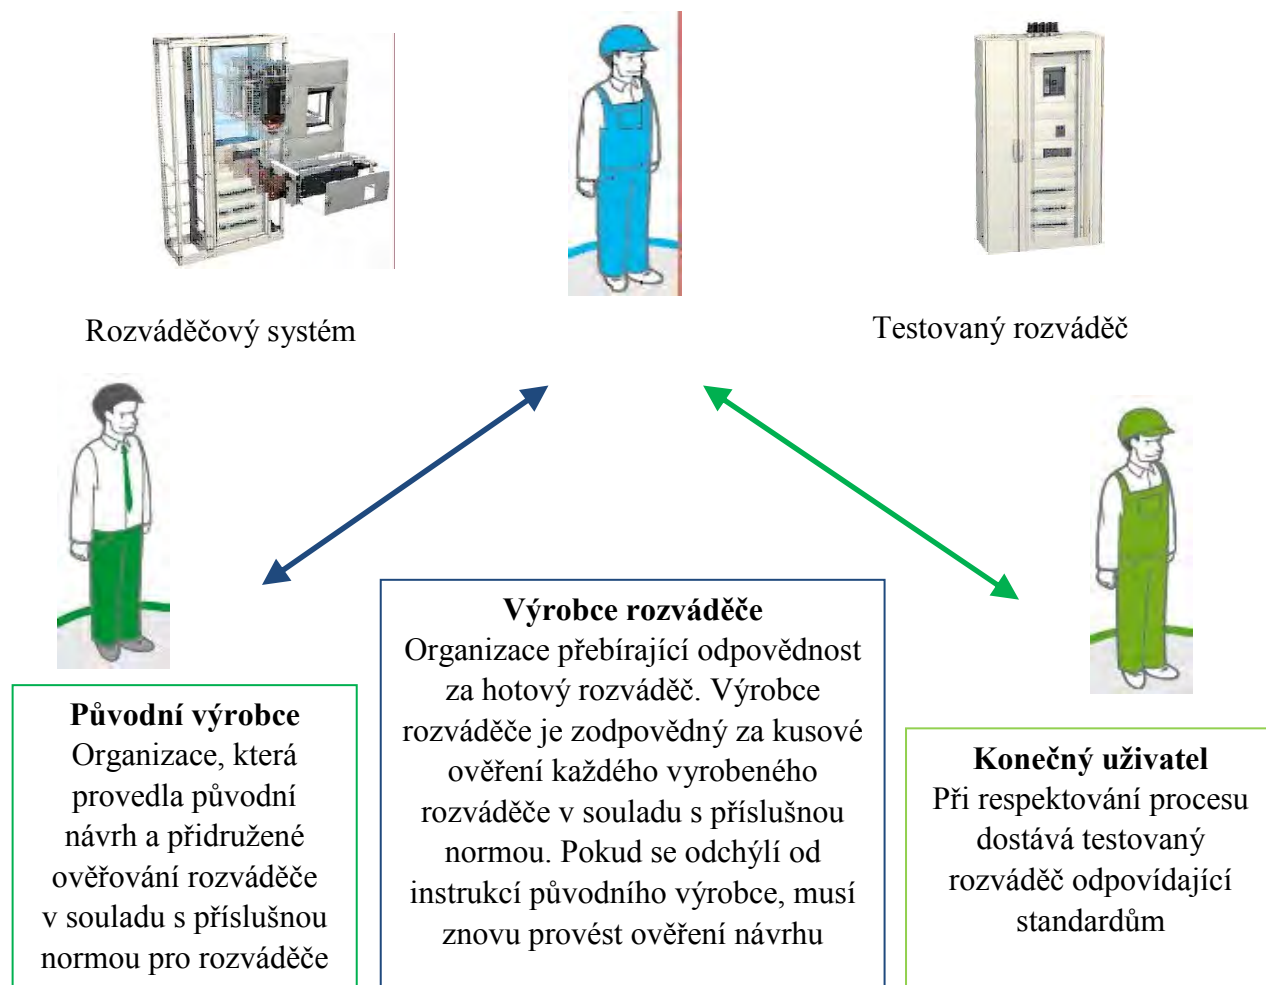 Rozváděčový systém
Testovaný rozváděč
Původní výrobce
Organizace, která
provedla původní
návrh a přidružené
ověřování rozváděče
v souladu s příslušnou
normou pro rozváděče
Výrobce rozváděče
Organizace přebírající odpovědnost
za hotový rozváděč. Výrobce
rozváděče je zodpovědný za kusové
ověření každého vyrobeného
rozváděče v souladu s příslušnou
normou. Pokud se odchýlí od
instrukcí původního výrobce, musí
znovu provést ověření návrhu
Konečný uživatel
Při respektování procesu
dostává testovaný
rozváděč odpovídající
standardům